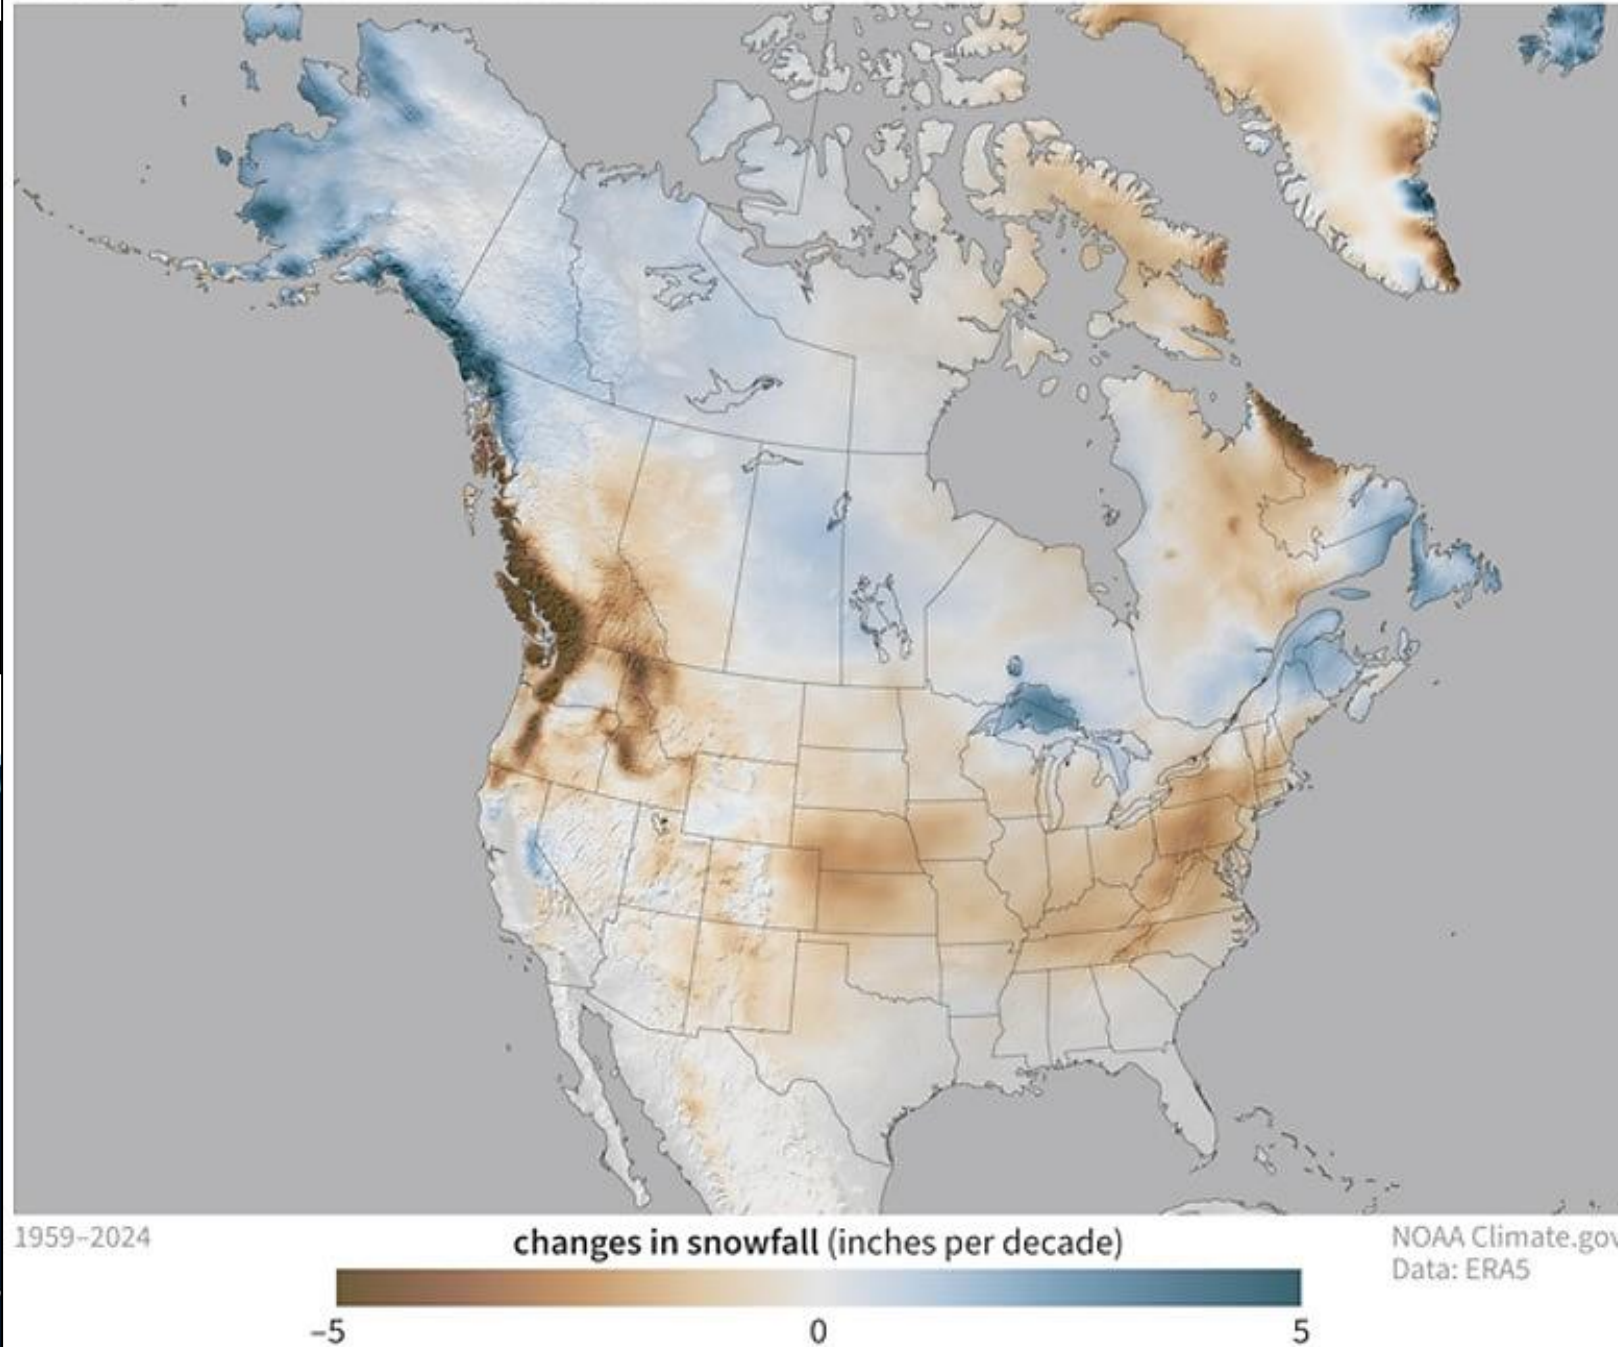 1959–2024
changes in snowfall (inches per decade)
NOAA Climate.gov
Data: ERA5
–5
0
5